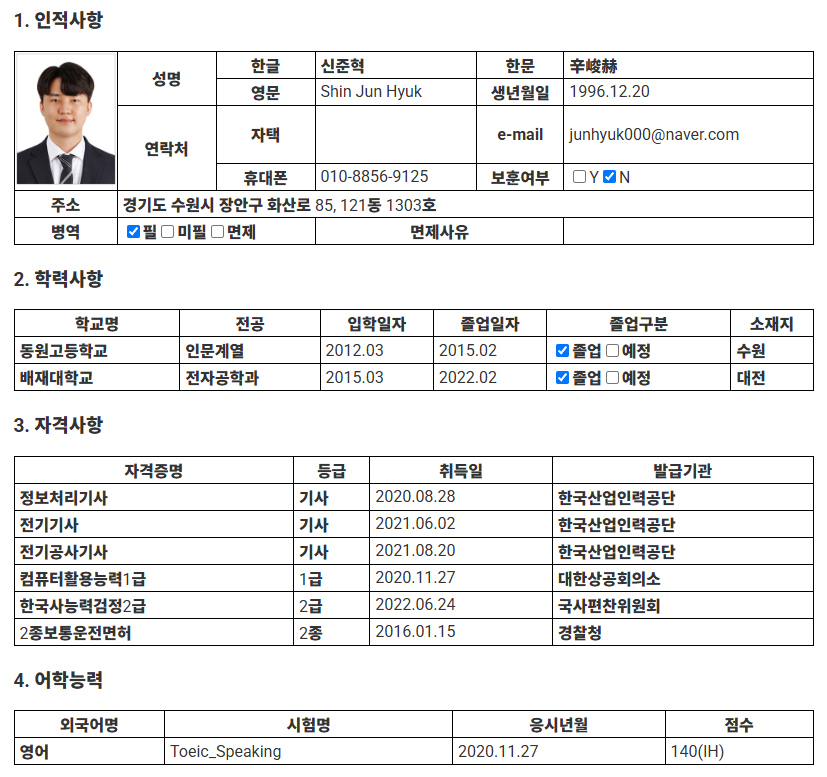 1. 인적사항
성명 한글 신준혁 한문 辛峻赫
영문 Shin Jun Hyuk 생년월일 1996.12.20
연락처 자택 e-mail junhyuk000@naver.com
휴대폰 010-8856-9125 보훈여부 Y N
주소 경기도 수원시 장안구 화산로 85, 121동 1303호
병역 필 미필 면제 면제사유
2. 학력사항
학교명 전공 입학일자 졸업일자 졸업구분 소재지
동원고등학교 인문계열 2012.03 2015.02 졸업 예정 수원
배재대학교 전자공학과 2015.03 2022.02 졸업 예정 대전
3. 자격사항
자격증명 등급 취득일 발급기관
정보처리기사 기사 2020.08.28 한국산업인력공단
전기기사 기사 2021.06.02 한국산업인력공단
전기공사기사 기사 2021.08.20 한국산업인력공단
컴퓨터활용능력1급 1급 2020.11.27 대한상공회의소
한국사능력검정2급 2급 2022.06.24 국사편찬위원회
2종보통운전면허 2종 2016.01.15 경찰청
4. 어학능력
외국어명 시험명 응시년월 점수
영어 Toeic_Speaking 2020.11.27 140(IH)